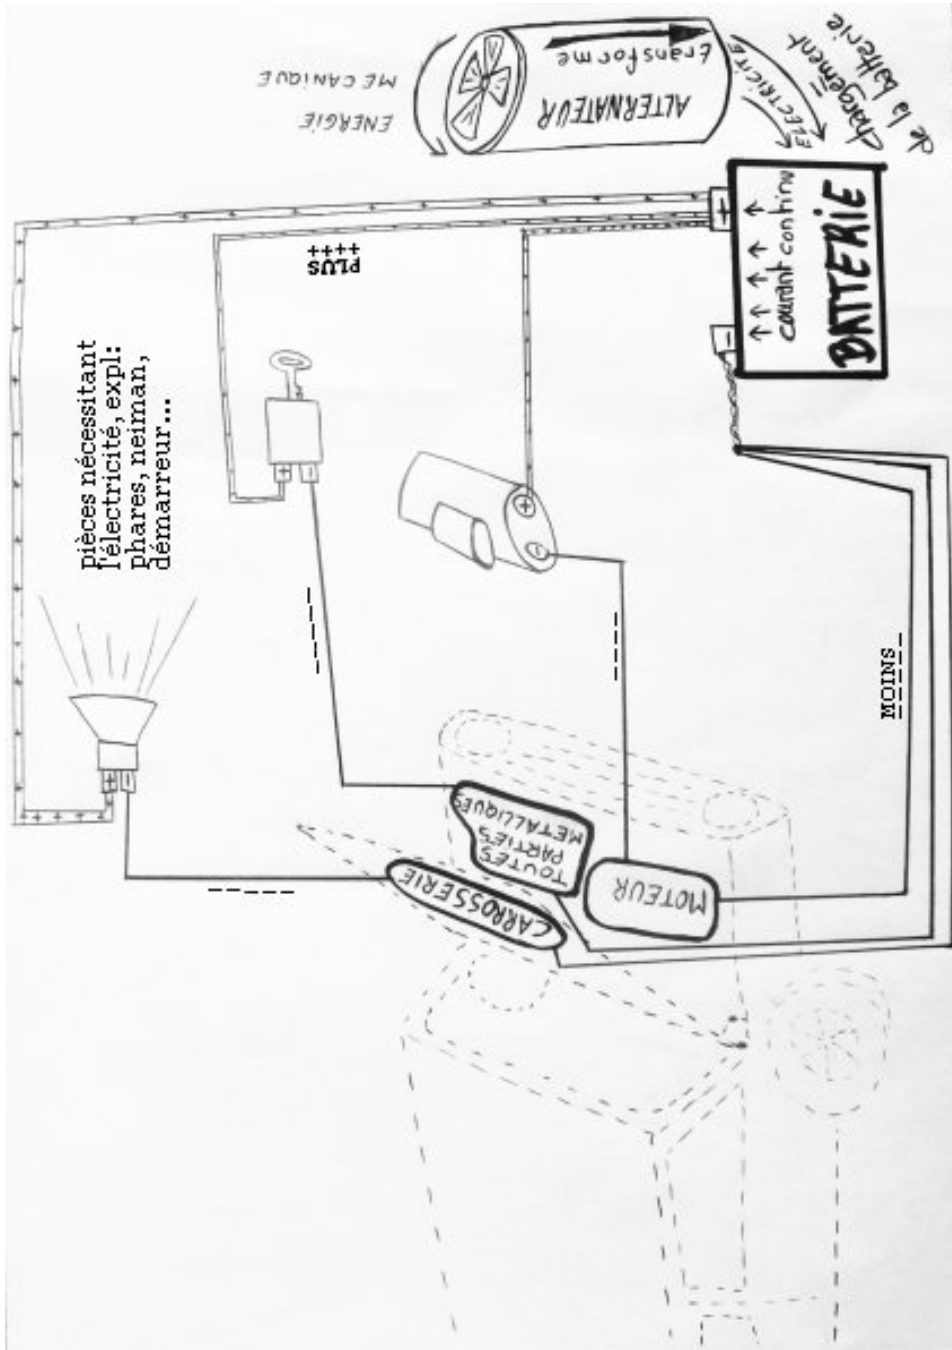 MECANIQUE
ENERGIE
ALTERNATEUR
transforme
ELECTRICITÉ
chargement
de la batterie
+
-
courant continu
BATTERIE
PLUS
++++
pièces nécessitant
l'électricité, expl:
phares, neiman,
démarreur...
+
-
+
-
+
-
-----
-----
-----
MOINS
-----
TOUTES
PARTIES
METALLIQUES
CARROSSERIE
MOTEUR